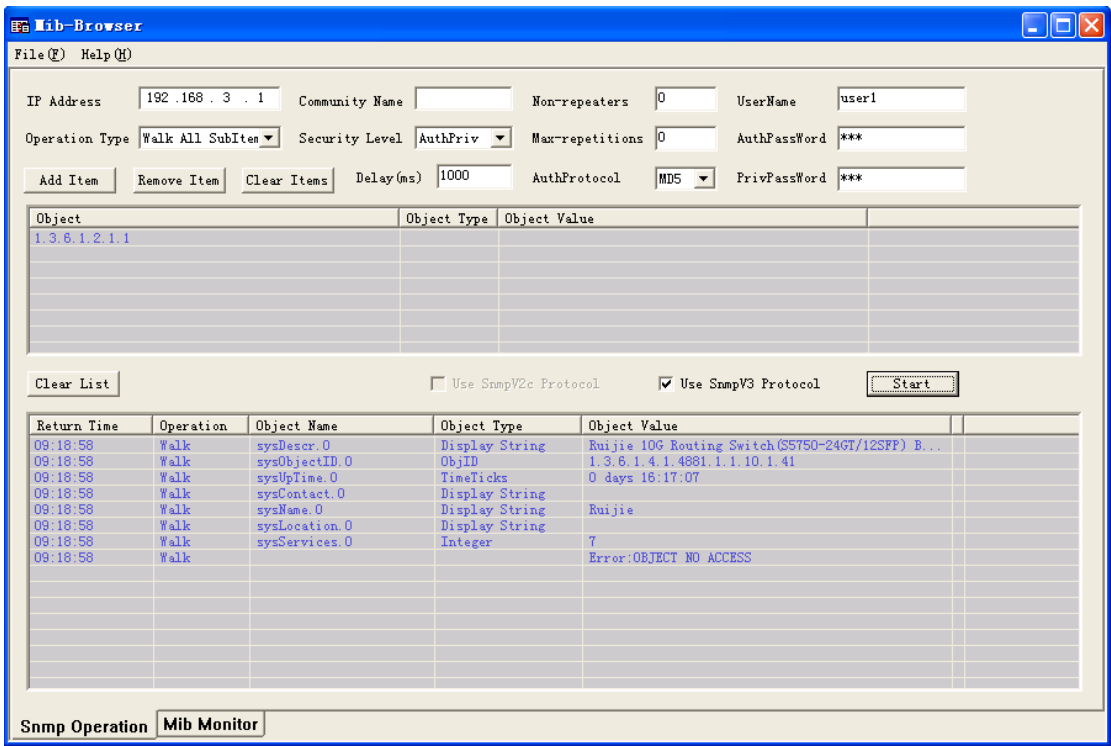 Mib-Browser
File(F) Help(H)
IP Address 192 .168 . 3 . 1 Community Name Non-repeaters 0 UserName user1
Operation Type Walk All SubItem Security Level AuthPriv Max-repetitions 0 AuthPassWord ***
Add Item Remove Item Clear Items Delay(ms) 1000 AuthProtocol MD5 PrivPassWord ***
Object Object Type Object Value
1.3.6.1.2.1.1
Clear List Use SnmpV2c Protocol Use SnmpV3 Protocol Start
Return Time Operation Object Name Object Type Object Value
09:18:58 Walk sysDescr.0 Display String Ruijie 10G Routing Switch(S5750-24GT/12SFP) B...
09:18:58 Walk sysObjectID.0 ObjID 1.3.6.1.4.1.4881.1.1.10.1.41
09:18:58 Walk sysUpTime.0 TimeTicks 0 days 16:17:07
09:18:58 Walk sysContact.0 Display String
09:18:58 Walk sysName.0 Display String Ruijie
09:18:58 Walk sysLocation.0 Display String
09:18:58 Walk sysServices.0 Integer 7
09:18:58 Walk Error:OBJECT NO ACCESS
Snmp Operation Mib Monitor